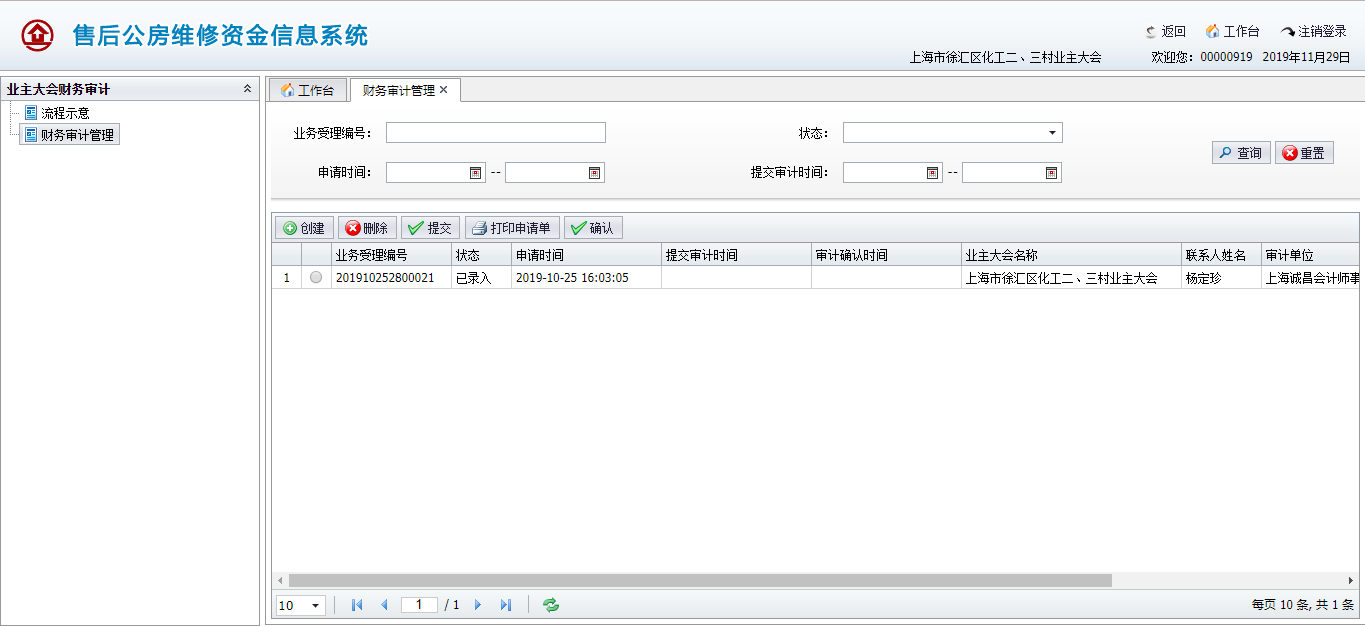 售后公房维修资金信息系统
返回 工作台 注销登录
上海市徐汇区化工二、三村业主大会 欢迎您：00000919 2019年11月29日
业主大会财务审计
流程示意
财务审计管理
工作台 财务审计管理
业务受理编号： 状态：
申请时间： -- 提交审计时间： --
查询 重置
创建 删除 提交 打印申请单 确认
业务受理编号 状态 申请时间 提交审计时间 审计确认时间 业主大会名称 联系人姓名 审计单位
1 201910252800021 已录入 2019-10-25 16:03:05 上海市徐汇区化工二、三村业主大会 杨定珍 上海诚昌会计师事
10 1 / 1 每页 10 条, 共 1 条